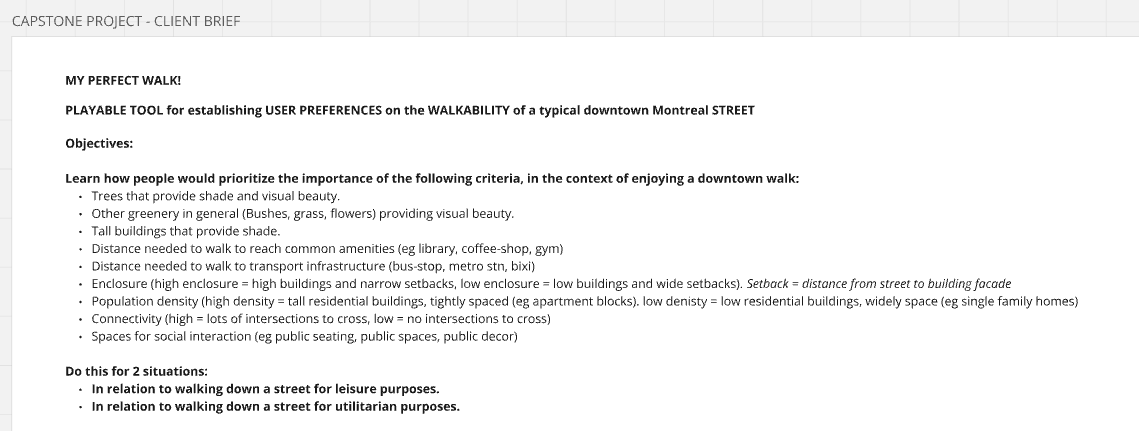 CAPSTONE PROJECT - CLIENT BRIEF
MY PERFECT WALK!
PLAYABLE TOOL for establishing USER PREFERENCES on the WALKABILITY of a typical downtown Montreal STREET
Objectives:
Learn how people would prioritize the importance of the following criteria, in the context of enjoying a downtown walk:
• Trees that provide shade and visual beauty.
• Other greenery in general (Bushes, grass, flowers) providing visual beauty.
• Tall buildings that provide shade.
• Distance needed to walk to reach common amenities (eg library, coffee-shop, gym)
• Distance needed to walk to transport infrastructure (bus-stop, metro stn, bixi)
• Enclosure (high enclosure = high buildings and narrow setbacks, low enclosure = low buildings and wide setbacks). Setback = distance from street to building facade
• Population density (high density = tall residential buildings, tightly spaced (eg apartment blocks). low denisty = low residential buildings, widely space (eg single family homes)
• Connectivity (high = lots of intersections to cross, low = no intersections to cross)
• Spaces for social interaction (eg public seating, public spaces, public decor)
Do this for 2 situations:
• In relation to walking down a street for leisure purposes.
• In relation to walking down a street for utilitarian purposes.